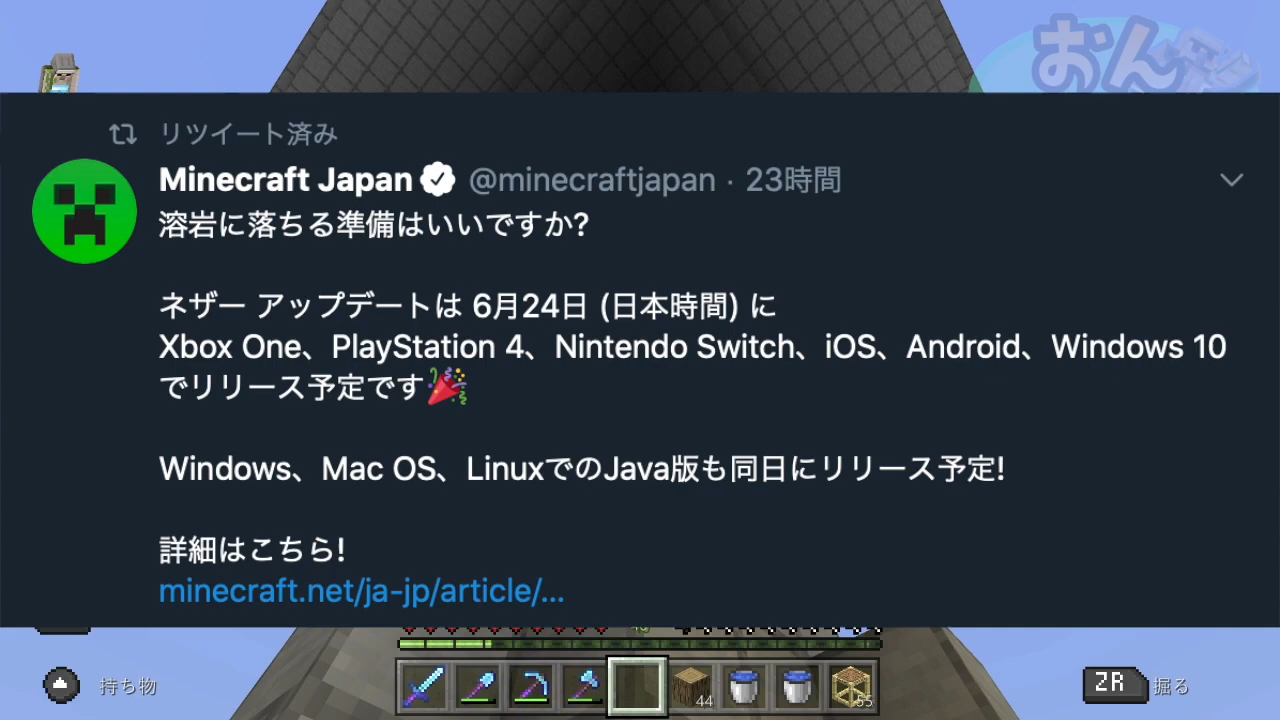 おん
リツイート済み
Minecraft Japan @minecraftjapan · 23時間
溶岩に落ちる準備はいいですか?
ネザー アップデートは 6月24日 (日本時間) に
Xbox One、PlayStation 4、Nintendo Switch、iOS、Android、Windows 10
でリリース予定です🎉
Windows、Mac OS、LinuxでのJava版も同日にリリース予定!
詳細はこちら!
minecraft.net/ja-jp/article/...
44
55
持ち物
ZR 掘る